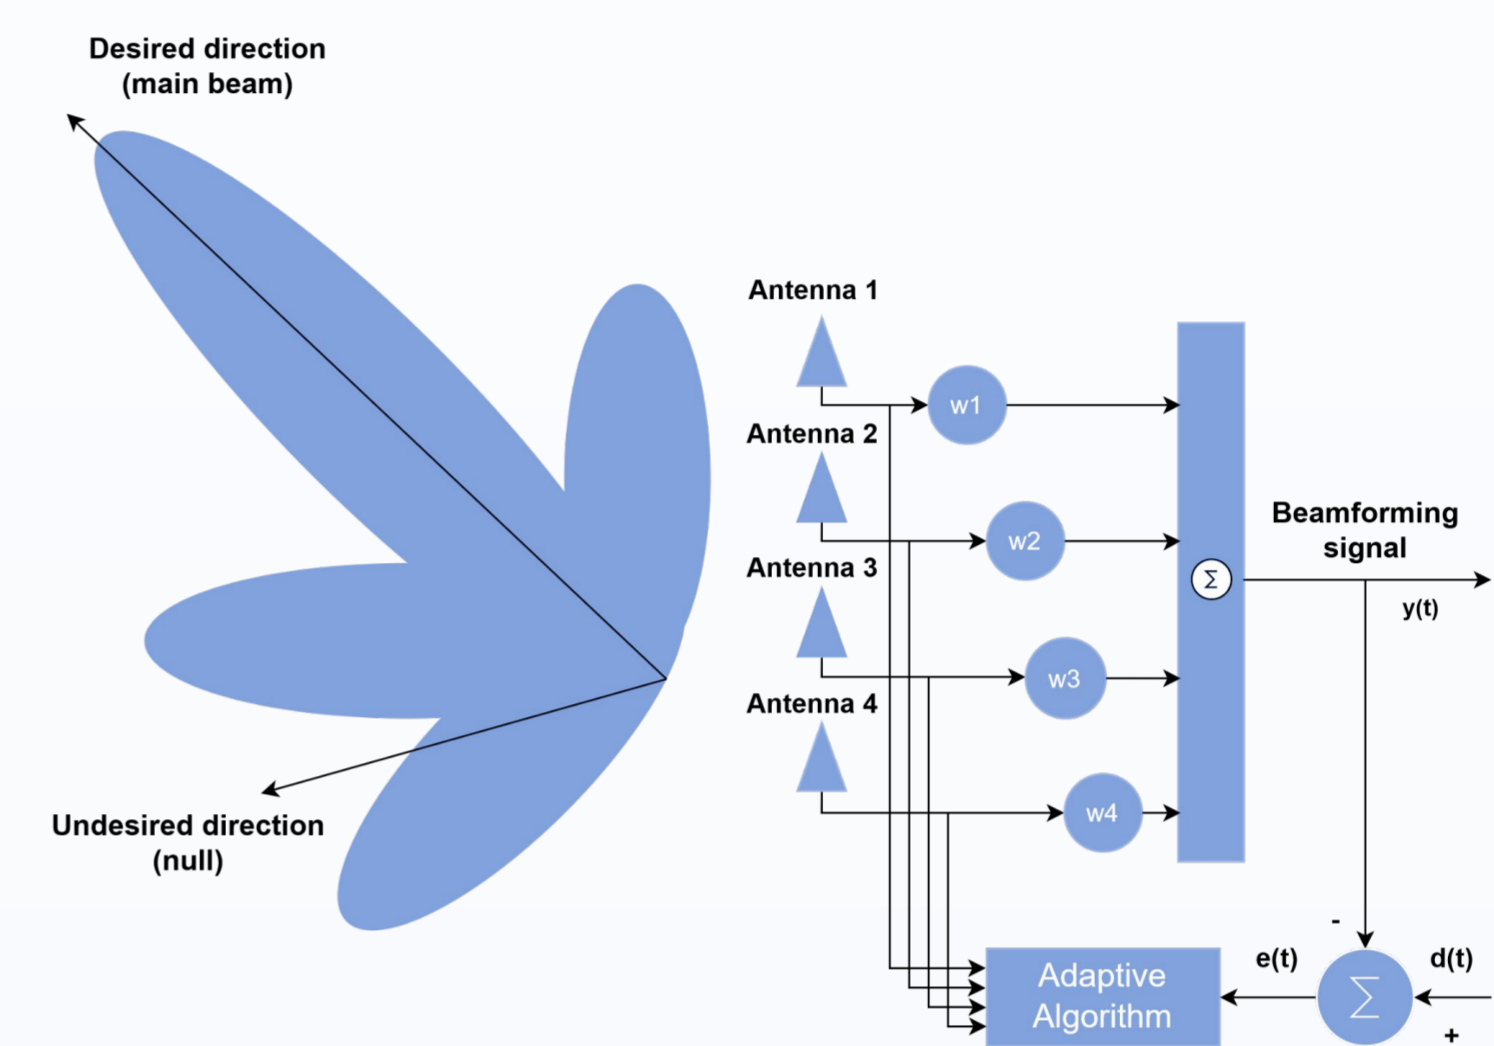 Desired direction
(main beam)
Undesired direction
(null)
Antenna 1
w1
Antenna 2
w2
Antenna 3
w3
Antenna 4
w4
Σ
Beamforming
signal
y(t)
-
e(t)
d(t)
Σ
+
Adaptive
Algorithm